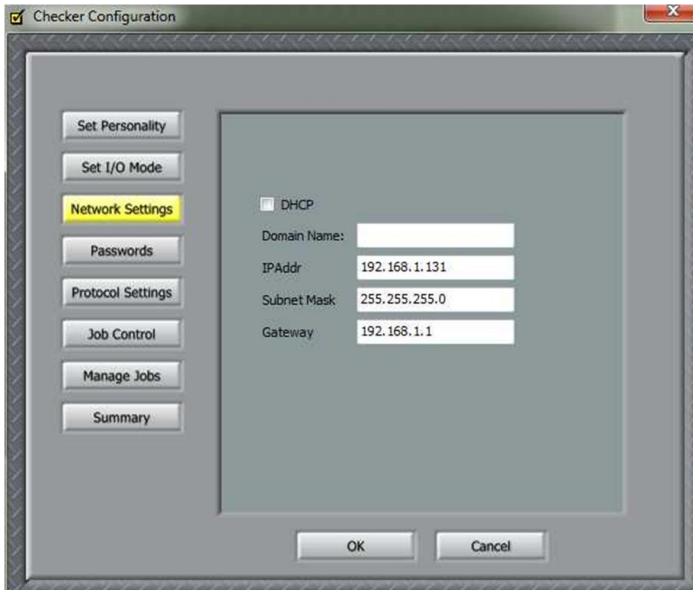 Checker Configuration
Set Personality
Set I/O Mode
Network Settings
Passwords
Protocol Settings
Job Control
Manage Jobs
Summary
DHCP
Domain Name:
IPAddr 192.168.1.131
Subnet Mask 255.255.255.0
Gateway 192.168.1.1
OK Cancel